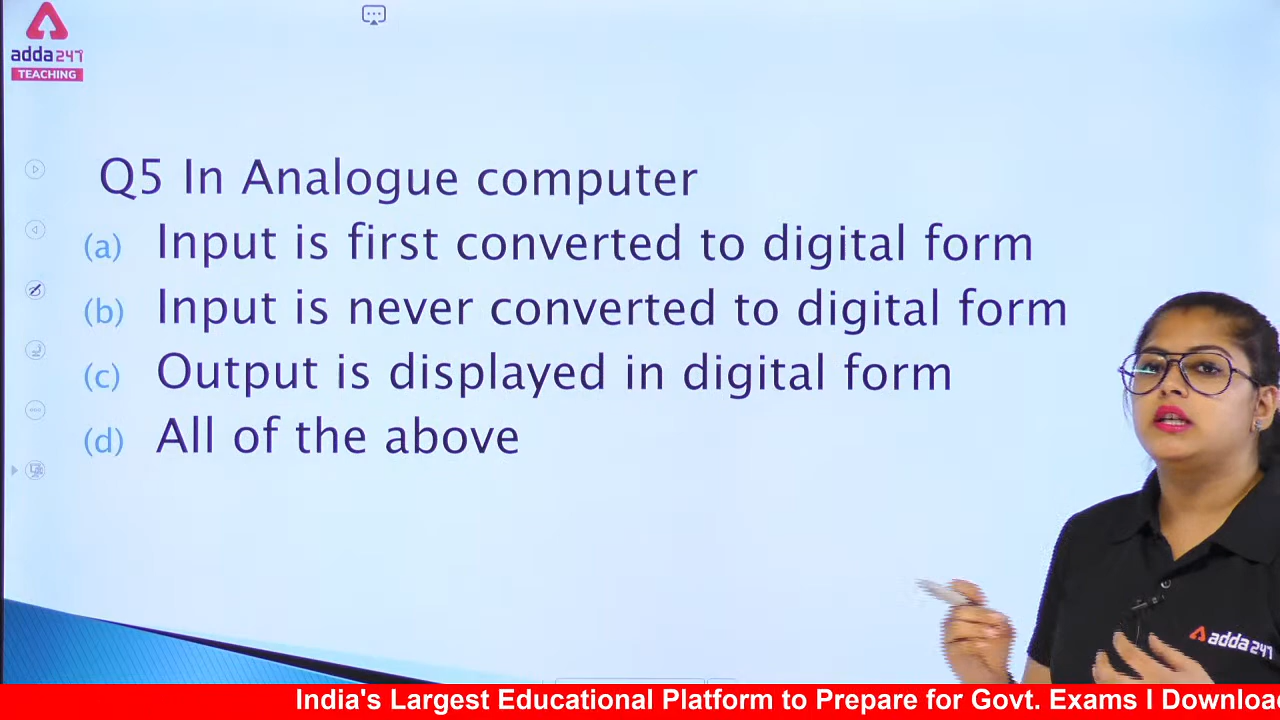 adda247
TEACHING
Q5 In Analogue computer
(a) Input is first converted to digital form
(b) Input is never converted to digital form
(c) Output is displayed in digital form
(d) All of the above
adda247
India's Largest Educational Platform to Prepare for Govt. Exams I Downloa